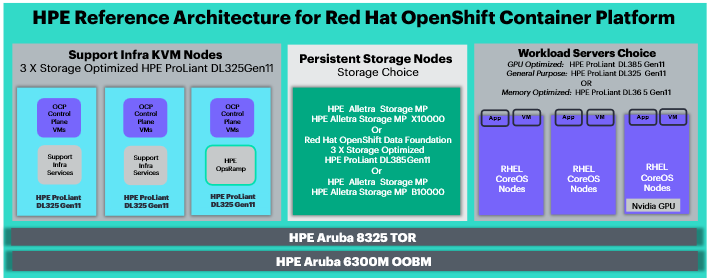 HPE Reference Architecture for Red Hat OpenShift Container Platform
Support Infra KVM Nodes
3 X Storage Optimized HPE ProLiant DL325Gen11
OCP
Control
Plane
VMs
Support
Infra
Services
HPE ProLiant
DL325 Gen11
OCP
Control
Plane
VMs
Support
Infra
Services
HPE ProLiant
DL325 Gen11
OCP
Control
Plane
VMs
HPE
OpsRamp
HPE ProLiant
DL325 Gen11
Persistent Storage Nodes
Storage Choice
HPE Alletra Storage MP
HPE Alletra Storage MP X10000
Or
Red Hat OpenShift Data Foundation
3 X Storage Optimized
HPE ProLiant DL385Gen11
Or
HPE Alletra Storage MP
HPE Alletra Storage MP B10000
Workload Servers Choice
GPU Optimized: HPE ProLiant DL385 Gen11
General Purpose: HPE ProLiant DL325 Gen11
OR
Memory Optimized: HPE ProLiant DL36 5 Gen11
App VM
RHEL
CoreOS
Nodes
App VM
RHEL
CoreOS
Nodes
App VM
RHEL
CoreOS
Nodes
Nvidia GPU
HPE Aruba 8325 TOR
HPE Aruba 6300M OOBM